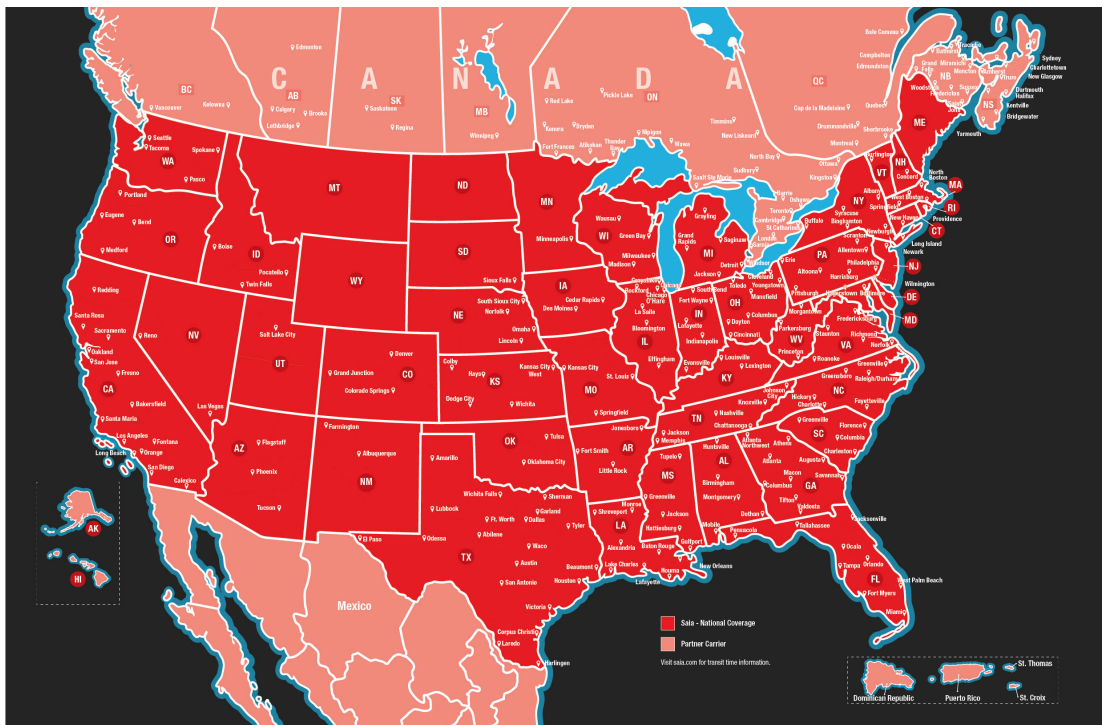 Edmonton
Baie Comeau
Campbelton
Bathurst
Edmundston
Grand
Falls
Miramichi
Moncton
Amherst
Truro
Sydney
Charlottetown
New Glasgow
Dartmouth
Halifax
Kentville
Bridgewater
Yarmouth
Woodstock
Fredericton
Sussex
NB
NS
C A N A D A
BC
AB
SK
MB
ON
QC
Vancouver
Kelowna
Calgary
Brooks
Lethbridge
Saskatoon
Regina
Winnipeg
Red Lake
Pickle Lake
Kenora
Dryden
Fort Frances
Atikokan
Thunder
Bay
Nipigon
Wawa
Timmins
New Liskeard
North Bay
Sudbury
Sault Ste Marie
Cap de la Madeleine
Quebec
Drummondville
Sherbrooke
Montreal
Ottawa
Kingston
Barrie
Oshawa
Toronto
Cambridge
St Catharines
London
Sarnia
Windsor
Seattle
Tacoma
Spokane
WA
Pasco
Portland
Eugene
Bend
OR
Medford
Boise
ID
Pocatello
Twin Falls
MT
ND
SD
Sioux Falls
WY
MN
Minneapolis
Wausau
WI
Green Bay
Milwaukee
Madison
Grayling
Grand
Rapids
Saginaw
MI
Detroit
Jackson
ME
VT
NH
Burlington
Concord
North
Boston
MA
West Boston
RI
Providence
CT
New Haven
Albany
Springfield
NY
Syracuse
Binghamton
Buffalo
Newburgh
Long Island
Newark
NJ
Scranton
Allentown
Philadelphia
PA
Erie
Altoona
Harrisburg
Pittsburgh
Wilmington
DE
MD
Baltimore
Hagerstown
Redding
Santa Rosa
Sacramento
Oakland
San Jose
Fresno
CA
Bakersfield
Santa Maria
Los Angeles
Fontana
Long Beach
Orange
San Diego
Calexico
Reno
NV
Las Vegas
Salt Lake City
UT
Denver
Grand Junction
CO
Colorado Springs
South Sioux City
NE
Norfolk
Omaha
Lincoln
IA
Cedar Rapids
Des Moines
Colby
Hays
KS
Kansas City
West
Dodge City
Wichita
Kansas City
MO
St. Louis
Springfield
Grayslake
Rockford
Chicago
O'Hare
Chicago
La Salle
Bloomington
IL
Effingham
South Bend
Fort Wayne
IN
Lafayette
Indianapolis
Evansville
Toledo
Cleveland
Youngstown
Mansfield
OH
Columbus
Dayton
Cincinnati
Louisville
Lexington
KY
Morgantown
Parkersburg
WV
Princeton
Fredericksburg
Staunton
Richmond
VA
Norfolk
Roanoke
Greenville
Greensboro
Raleigh/Durham
NC
Hickory
Charlotte
Fayetteville
Johnson
City
Knoxville
Nashville
Chattanooga
TN
Jackson
Memphis
Greenville
Florence
SC
Columbia
Charleston
Flagstaff
AZ
Phoenix
Tucson
Farmington
Albuquerque
NM
Amarillo
Tulsa
OK
Oklahoma City
Jonesboro
Fort Smith
AR
Little Rock
Tupelo
MS
Greenville
Jackson
Hattiesburg
Huntsville
AL
Birmingham
Montgomery
Dothan
Mobile
Atlanta
Northwest
Athens
Atlanta
Augusta
Macon
Savannah
Columbus
GA
Tifton
Valdosta
Wichita Falls
Sherman
Lubbock
Ft. Worth
Garland
Dallas
Abilene
Tyler
El Paso
Odessa
TX
Waco
Austin
Beaumont
San Antonio
Houston
Victoria
Corpus Christi
Laredo
Harlingen
Shreveport
Monroe
LA
Alexandria
Baton Rouge
Gulfport
Lake Charles
Houma
Lafayette
New Orleans
Pensacola
Tallahassee
Jacksonville
Ocala
Orlando
Tampa
FL
West Palm Beach
Fort Myers
Miami
AK
HI
Mexico
Saia - National Coverage
Partner Carrier
Visit saia.com for transit time information.
Dominican Republic
Puerto Rico
St. Thomas
St. Croix